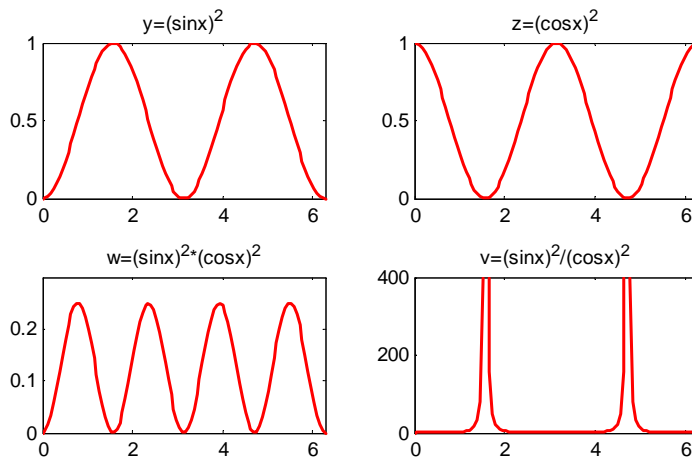 y=(sinx)²
1
0.5
0
0 2 4 6
z=(cosx)²
1
0.5
0
0 2 4 6
w=(sinx)²*(cosx)²
0.2
0.1
0
0 2 4 6
v=(sinx)²/(cosx)²
400
200
0
0 2 4 6